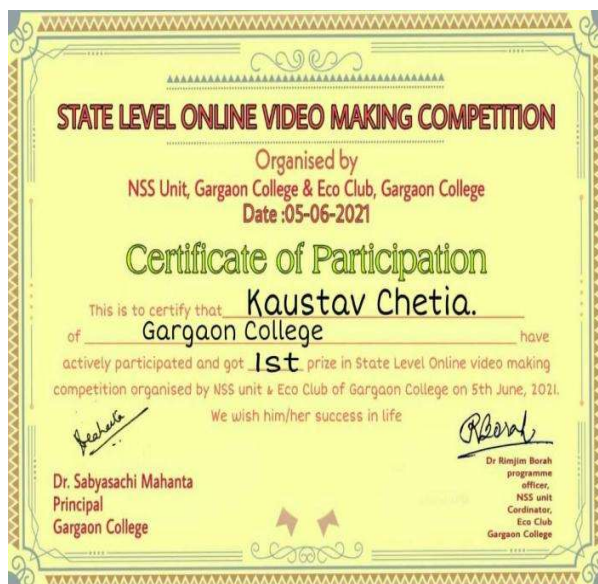 STATE LEVEL ONLINE VIDEO MAKING COMPETITION
Organised by
NSS Unit, Gargaon College & Eco Club, Gargaon College
Date :05-06-2021
Certificate of Participation
This is to certify that Kaustav Chetia.
of Gargaon College have
actively participated and got 1st prize in State Level Online video making
competition organised by NSS unit & Eco Club of Gargaon College on 5th June, 2021.
We wish him/her success in life
RBorah
Dr. Sabyasachi Mahanta
Principal
Gargaon College
Dr Rimjim Borah
programme
officer,
NSS unit
Cordinator,
Eco Club
Gargaon College